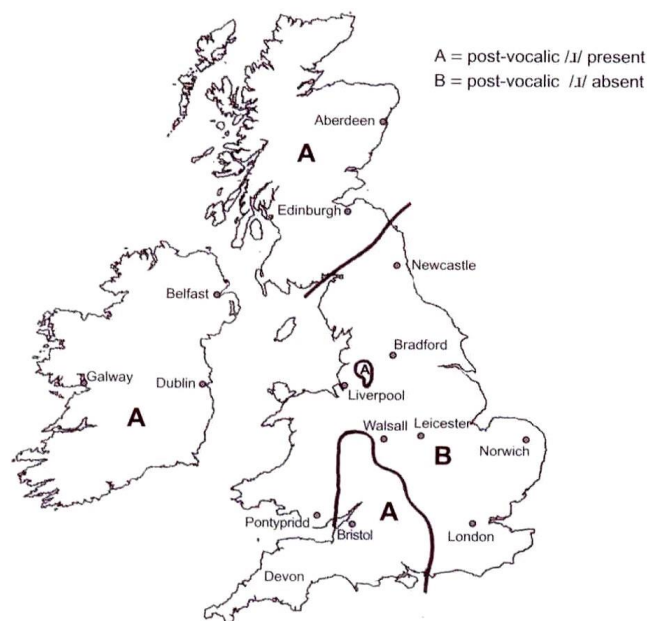 A = post-vocalic /ɹ/ present
B = post-vocalic /ɹ/ absent
Aberdeen
A
Edinburgh
Newcastle
Belfast
Bradford
A
Galway
Dublin
Liverpool
A
Walsall
Leicester
B
Norwich
A
Pontypridd
Bristol
London
Devon